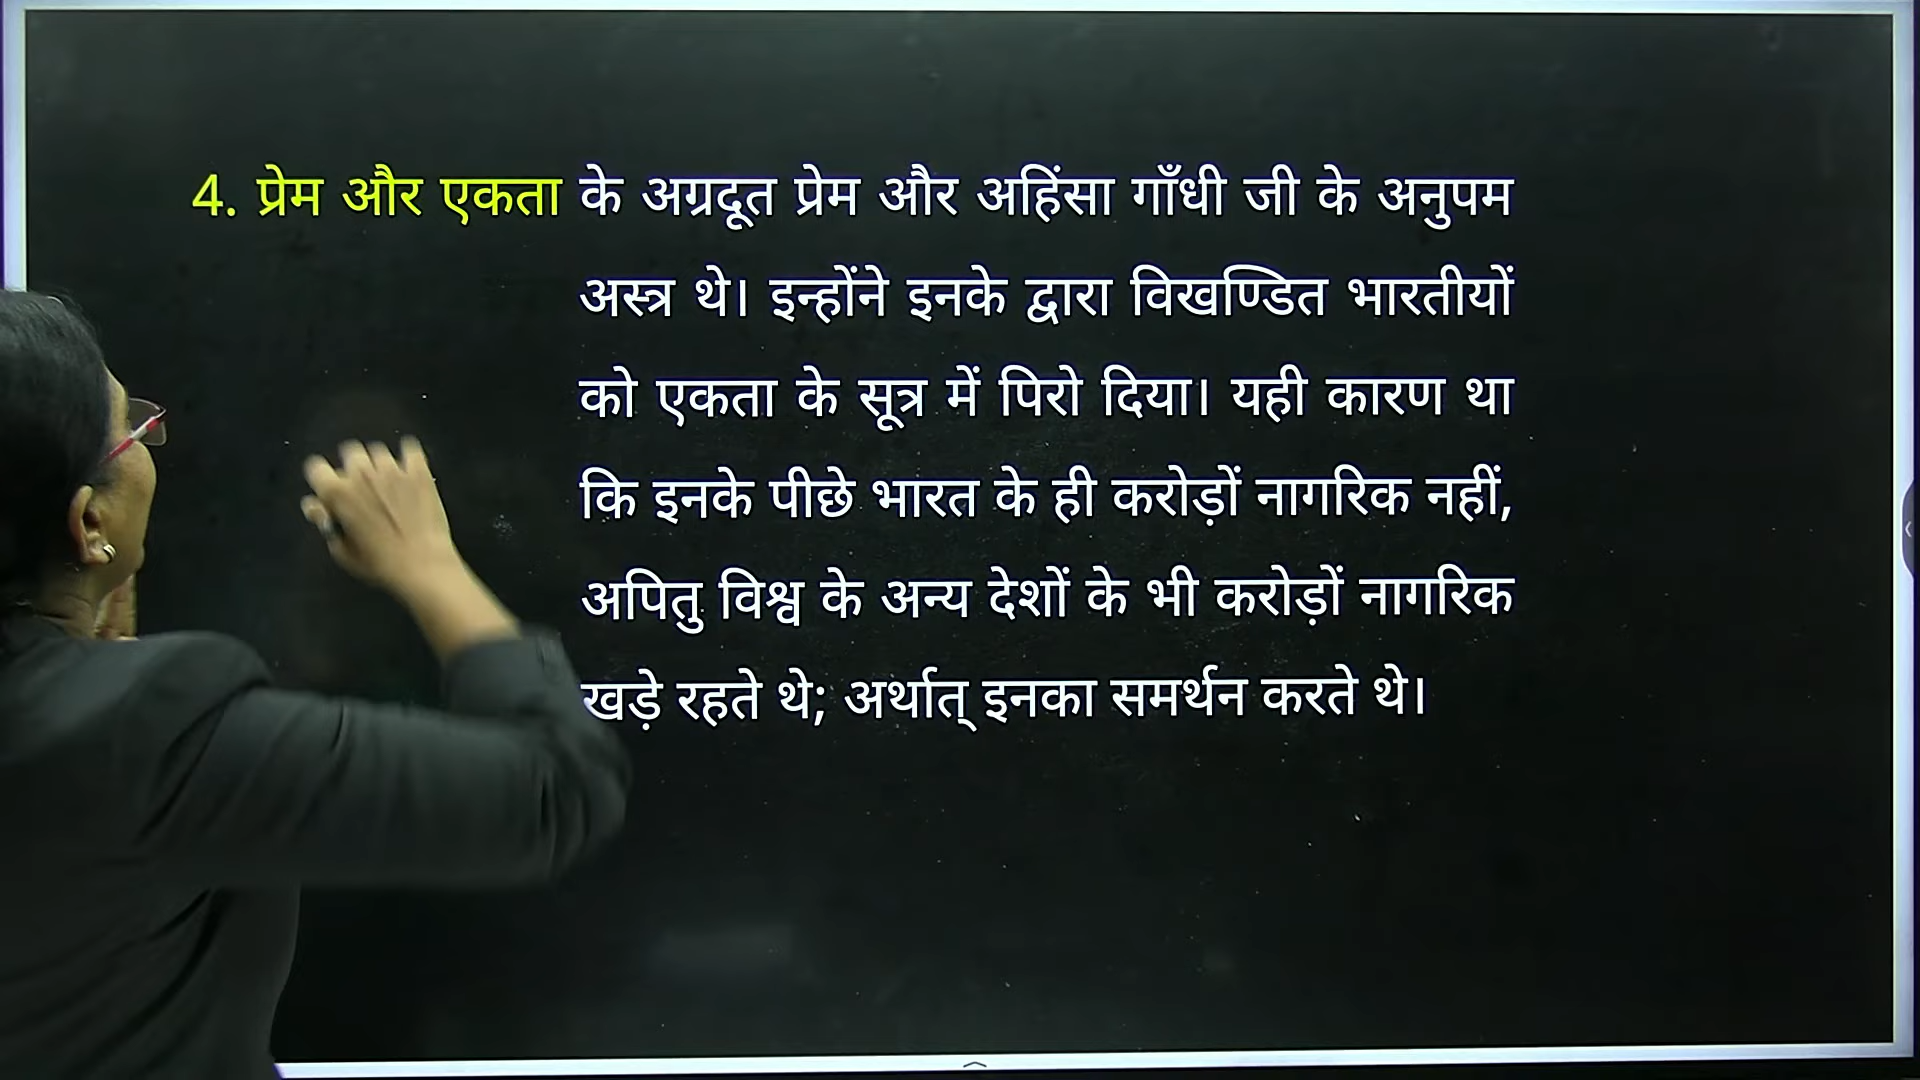 4. प्रेम और एकता के अग्रदूत प्रेम और अहिंसा गाँधी जी के अनुपम
अस्त्र थे। इन्होंने इनके द्वारा विखण्डित भारतीयों
को एकता के सूत्र में पिरो दिया। यही कारण था
कि इनके पीछे भारत के ही करोड़ों नागरिक नहीं,
अपितु विश्व के अन्य देशों के भी करोड़ों नागरिक
खड़े रहते थे; अर्थात् इनका समर्थन करते थे।